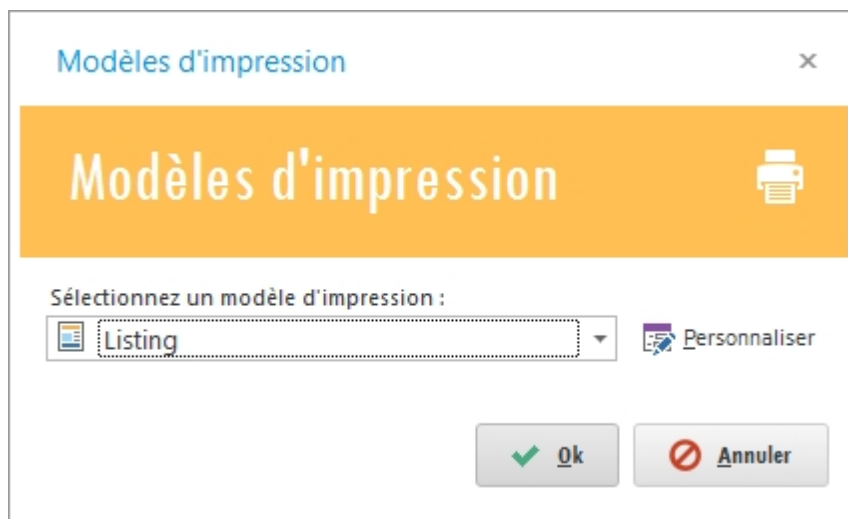 Modèles d'impression
Modèles d'impression
Sélectionnez un modèle d'impression :
Listing
Personnaliser
Ok
Annuler